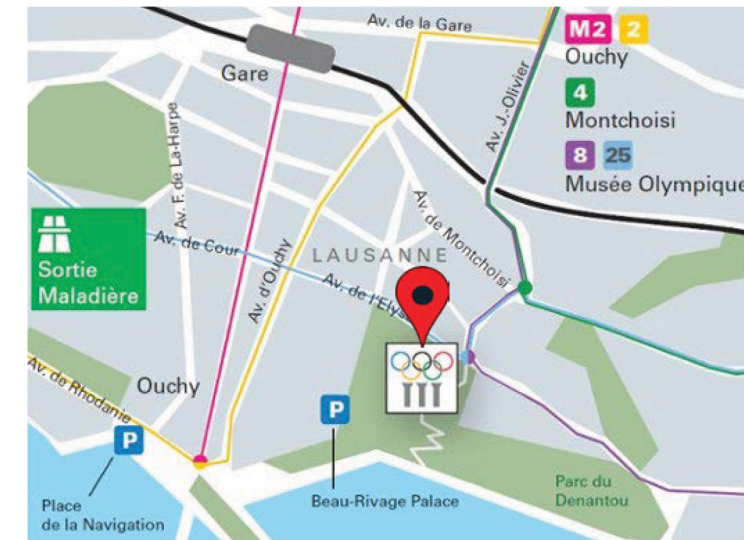 Av. de la Gare
M2 2
Ouchy
4
Montchoisi
8 25
Musée Olympique
Gare
Av. J.-Olivier
Av. F. de La-Harpe
Av. de Montchoisi
Av. de Cour
LAUSANNE
Av. d'Ouchy
Av. de l'Elys
Sortie
Maladière
Av. de Rhodanie
Ouchy
P
P
Place
de la Navigation
Beau-Rivage Palace
Parc du
Denantou